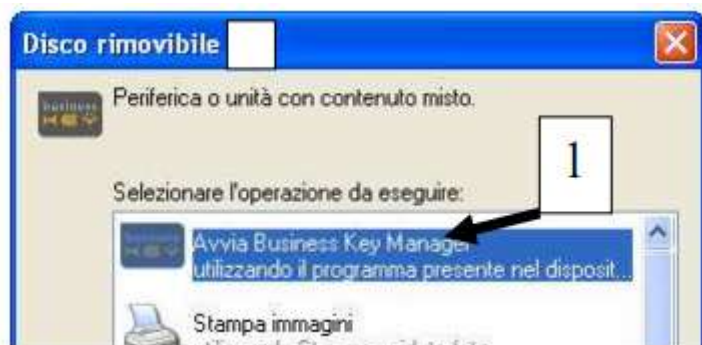 Disco rimovibile
business
Periferica o unità con contenuto misto.
1
Selezionare l'operazione da eseguire:
Avvia Business Key Manager
utilizzando il programma presente nel disposit...
Stampa immagini